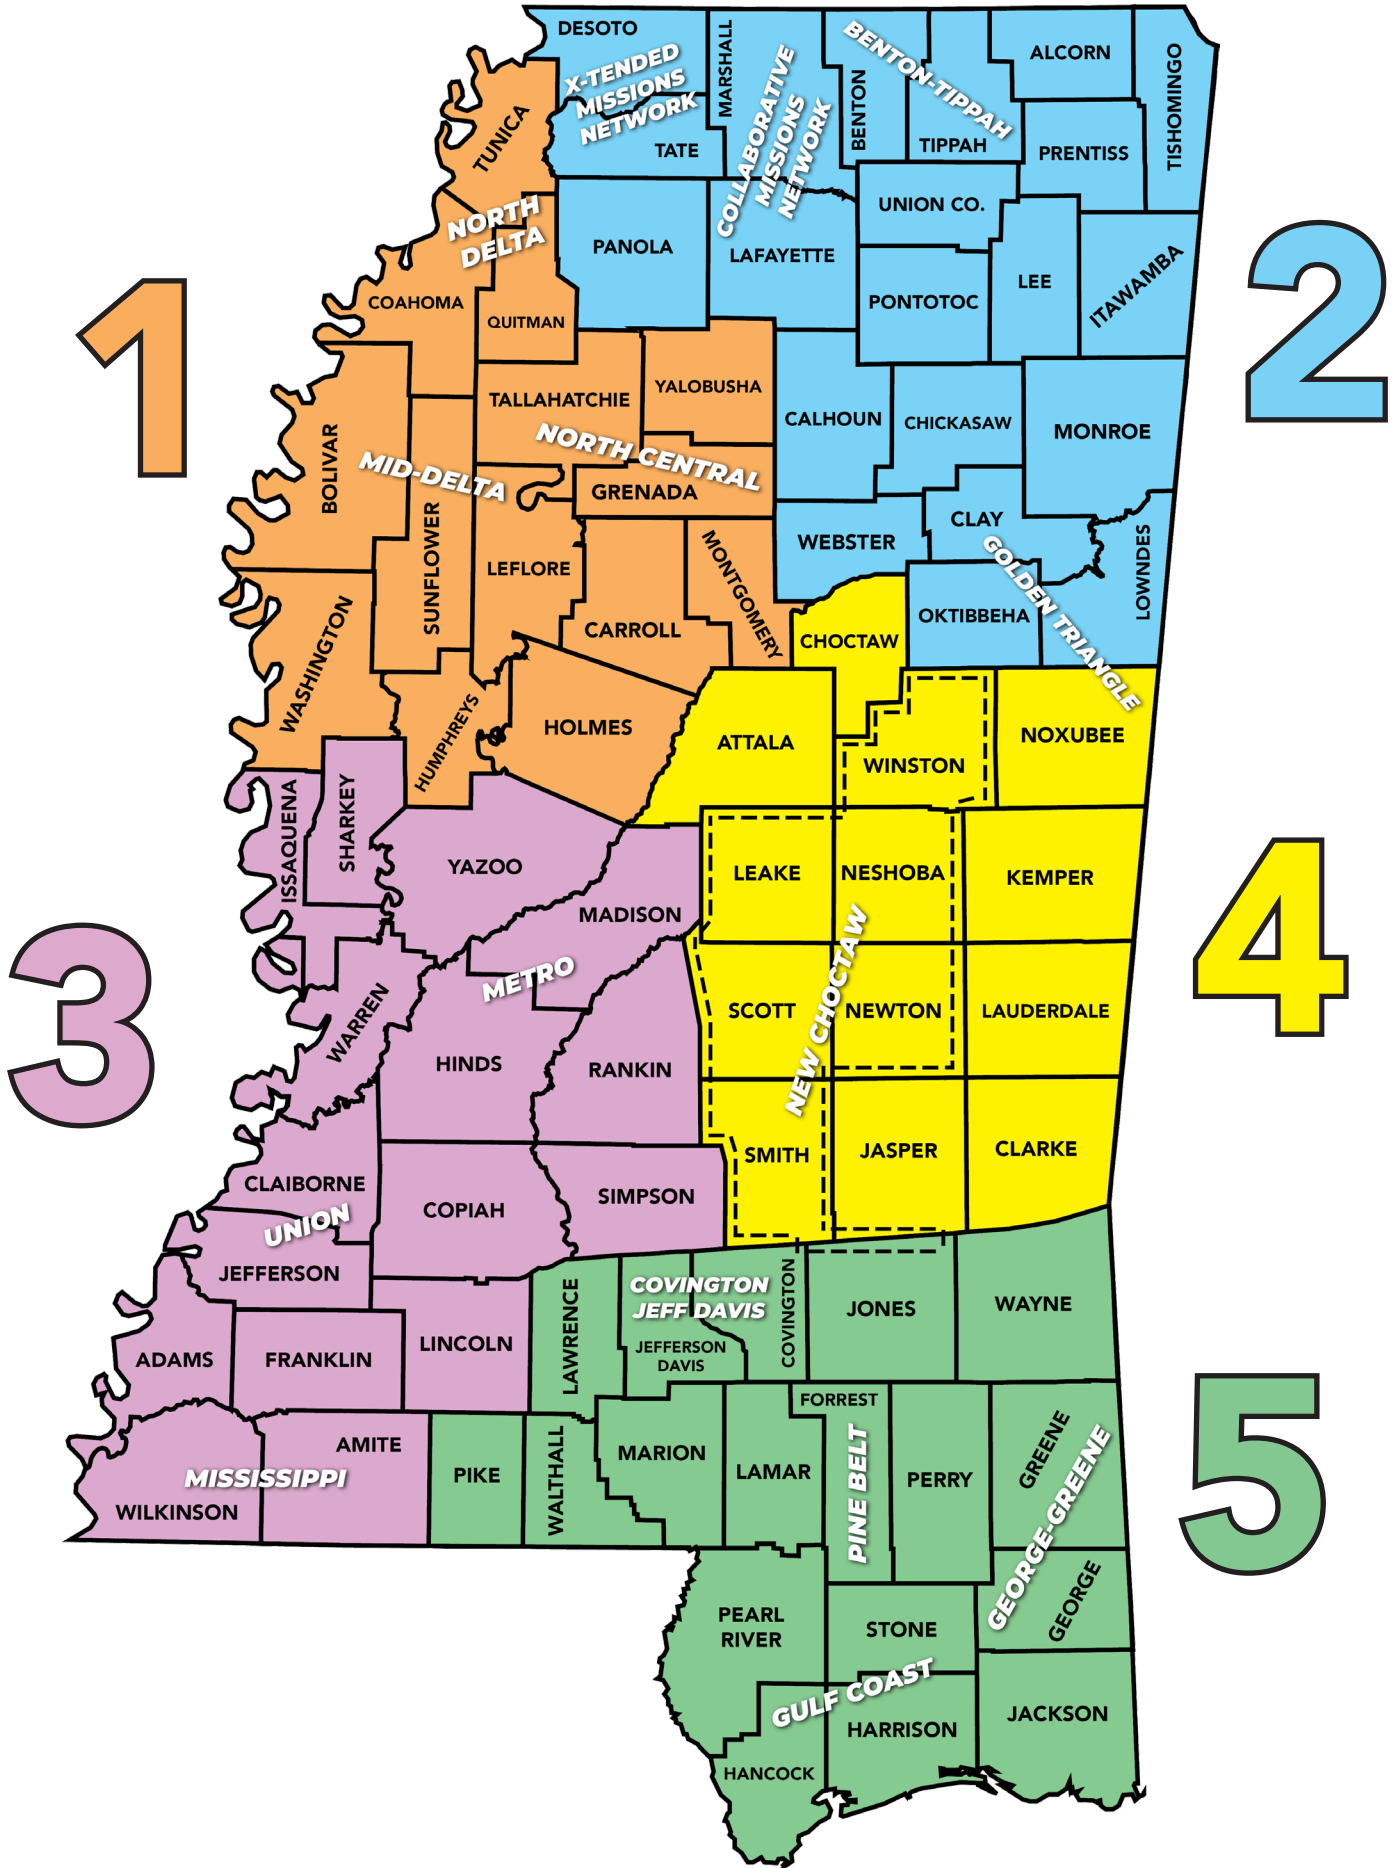 DESOTO
X-TENDED
MISSIONS
NETWORK
TATE
MARSHALL
COLLABORATIVE
MISSIONS
NETWORK
BENTON
BENTON-TIPPAH
TIPPAH
ALCORN
TISHOMINGO
PRENTISS
TUNICA
NORTH
DELTA
PANOLA
LAFAYETTE
UNION CO.
PONTOTOC
LEE
ITAWAMBA
COAHOMA
QUITMAN
1
2
TALLAHATCHIE
YALOBUSHA
CALHOUN
CHICKASAW
MONROE
BOLIVAR
MID-DELTA
NORTH CENTRAL
GRENADA
SUNFLOWER
LEFLORE
CARROLL
MONTGOMERY
WEBSTER
CLAY
GOLDEN TRIANGLE
LOWNDES
OKTIBBEHA
CHOCTAW
WASHINGTON
HUMPHREYS
HOLMES
ATTALA
WINSTON
NOXUBEE
ISSAQUENA
SHARKEY
YAZOO
MADISON
LEAKE
NESHOBA
KEMPER
3
4
METRO
WARREN
HINDS
RANKIN
SCOTT
NEW CHOCTAW
NEWTON
LAUDERDALE
CLAIBORNE
UNION
COPIAH
SIMPSON
SMITH
JASPER
CLARKE
JEFFERSON
ADAMS
FRANKLIN
LINCOLN
LAWRENCE
COVINGTON
JEFF DAVIS
JEFFERSON
DAVIS
COVINGTON
JONES
WAYNE
AMITE
MISSISSIPPI
WILKINSON
PIKE
WALTHALL
MARION
LAMAR
FORREST
PINE BELT
PERRY
GREENE
GEORGE-GREENE
GEORGE
5
PEARL
RIVER
STONE
GULF COAST
HARRISON
JACKSON
HANCOCK